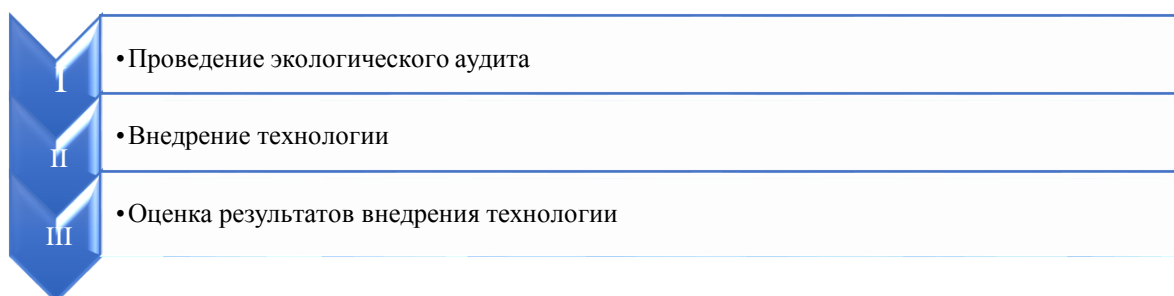 I
•Проведение экологического аудита
II
•Внедрение технологии
III
•Оценка результатов внедрения технологии